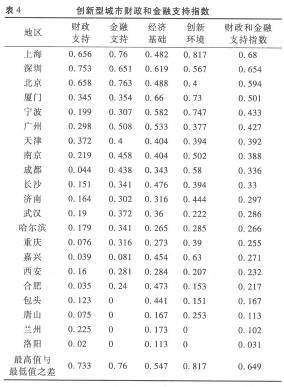 表 4 创新型城市财政和金融支持指数
地区 财政支持 金融支持 经济基础 创新环境 财政和金融支持指数
上海 0.656 0.76 0.482 0.817 0.68
深圳 0.753 0.651 0.619 0.567 0.654
北京 0.658 0.763 0.488 0.4 0.594
厦门 0.345 0.354 0.66 0.73 0.501
宁波 0.199 0.307 0.582 0.747 0.433
广州 0.298 0.508 0.533 0.377 0.427
天津 0.372 0.4 0.404 0.394 0.392
南京 0.219 0.458 0.404 0.502 0.388
成都 0.044 0.438 0.343 0.58 0.336
长沙 0.151 0.341 0.476 0.394 0.33
济南 0.164 0.302 0.316 0.444 0.297
武汉 0.19 0.372 0.36 0.222 0.286
哈尔滨 0.179 0.341 0.265 0.285 0.266
重庆 0.076 0.316 0.273 0.39 0.255
嘉兴 0.039 0.081 0.454 0.63 0.271
西安 0.16 0.281 0.284 0.207 0.232
合肥 0.035 0.24 0.473 0.153 0.217
包头 0.123 0 0.441 0.151 0.167
唐山 0.075 0 0.167 0.253 0.113
兰州 0.225 0 0.173 0 0.102
洛阳 0.02 0 0.113 0 0.031
最高值与最低值之差 0.733 0.76 0.547 0.817 0.649